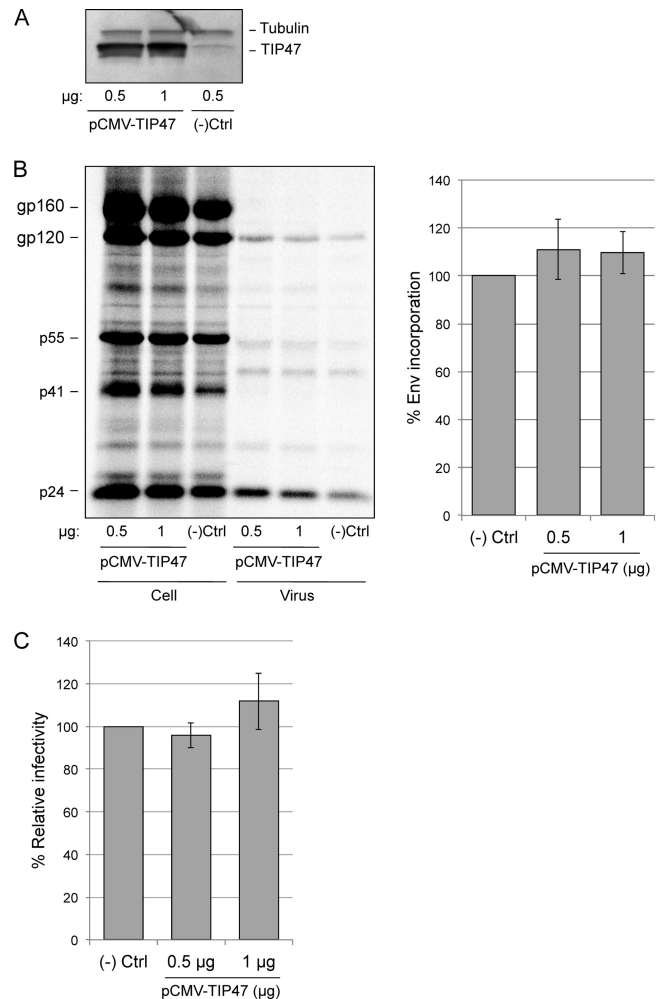 A
– Tubulin
– TIP47
µg: 0.5 1 0.5
pCMV-TIP47 (-)Ctrl
B
gp160 –
gp120 –
p55 –
p41 –
p24 –
µg: 0.5 1 (-)Ctrl 0.5 1 (-)Ctrl
pCMV-TIP47 pCMV-TIP47
Cell Virus
% Env incorporation
140
120
100
80
60
40
20
0
(-) Ctrl 0.5 1
pCMV-TIP47 (µg)
C
% Relative infectivity
140
120
100
80
60
40
20
0
(-) Ctrl 0.5 µg 1 µg
pCMV-TIP47 (µg)